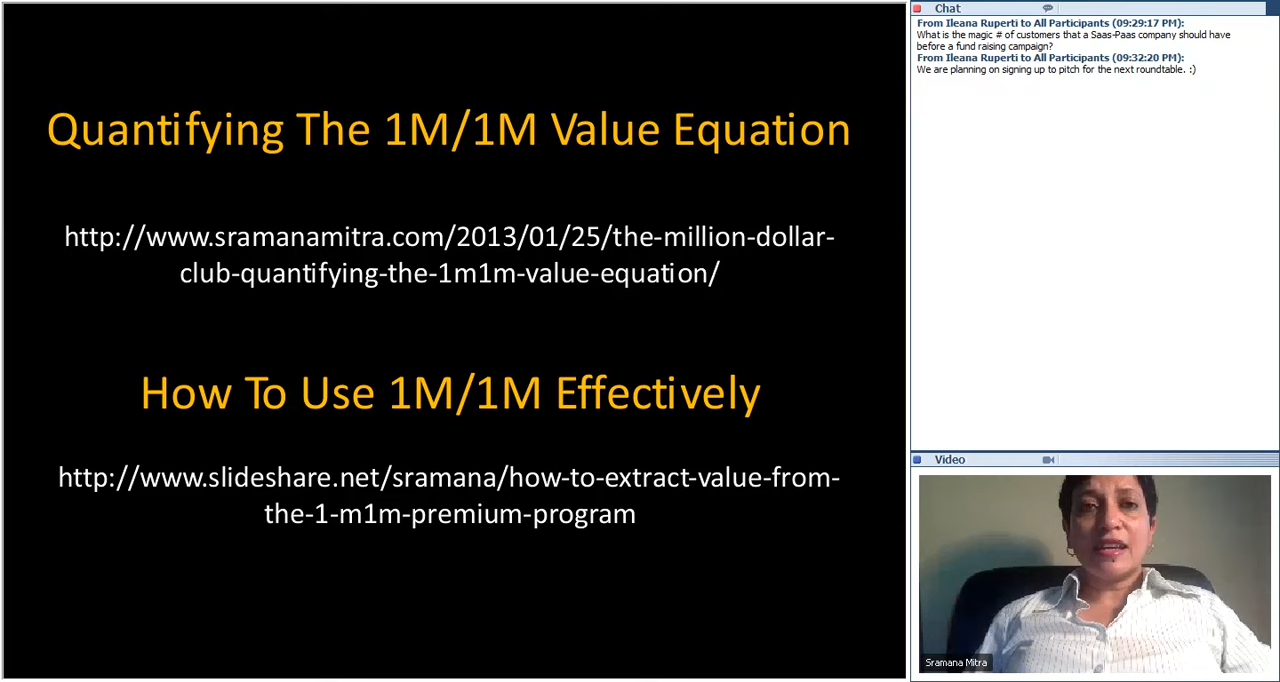 Quantifying The 1M/1M Value Equation
http://www.sramanamitra.com/2013/01/25/the-million-dollar-
club-quantifying-the-1m1m-value-equation/
How To Use 1M/1M Effectively
http://www.slideshare.net/sramana/how-to-extract-value-from-
the-1-m1m-premium-program
Chat
From Ileana Ruperti to All Participants (09:29:17 PM):
What is the magic # of customers that a Saas-Paas company should have
before a fund raising campaign?
From Ileana Ruperti to All Participants (09:32:20 PM):
We are planning on signing up to pitch for the next roundtable. :)
Video
Sramana Mitra